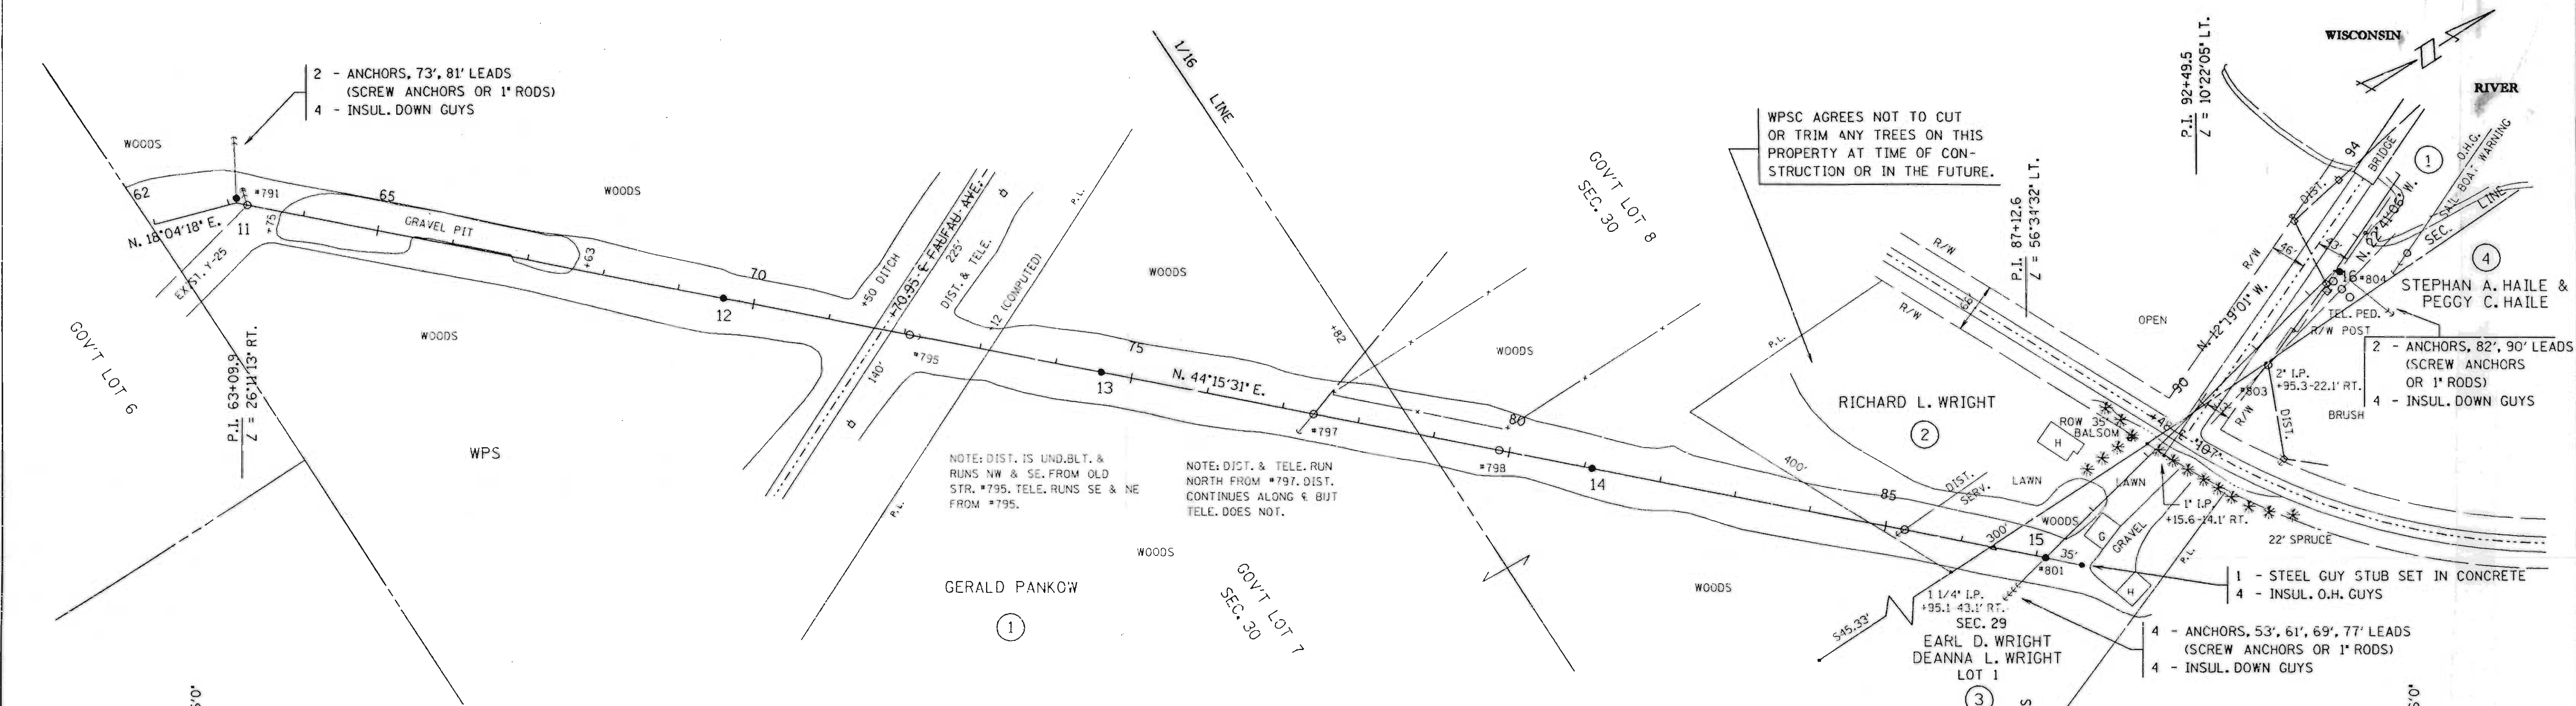 2 - ANCHORS, 73', 81' LEADS
(SCREW ANCHORS OR 1" RODS)
4 - INSUL. DOWN GUYS
WOODS
62
#791
65
WOODS
N. 18°04'18" E.
11
+75
GRAVEL PIT
+63
EXIST. Y-25
GOV'T LOT 6
P.I. 63+09.9
∠ = 26°11'13" RT.
WOODS
WPS
70
12
+50 DITCH
+70.95 ℄ FAUFAU AVE.
225'
DIST. & TELE.
140'
#795
+12 (COMPUTED)
P.L.
P.L.
13
75
N. 44°15'31" E.
WOODS
1/16
LINE
+82
#797
NOTE: DIST. IS UND.BLT. &
RUNS NW & SE. FROM OLD
STR. #795. TELE. RUNS SE & NE
FROM #795.
NOTE: DIST. & TELE. RUN
NORTH FROM #797. DIST.
CONTINUES ALONG ℄ BUT
TELE. DOES NOT.
WOODS
GERALD PANKOW
1
GOV'T LOT 7
SEC. 30
GOV'T LOT 8
SEC. 30
WOODS
80
#798
14
WOODS
WPSC AGREES NOT TO CUT
OR TRIM ANY TREES ON THIS
PROPERTY AT TIME OF CON-
STRUCTION OR IN THE FUTURE.
P.L.
400'
85
DIST.
SERV.
R/W
R/W
66'
P.I. 87+12.6
∠ = 56°34'32" LT.
RICHARD L. WRIGHT
2
H
ROW 35'
BALSOM
LAWN
LAWN
WOODS
300'
15
35'
#801
G
GRAVEL
H
P.L.
1" I.P.
+15.6-14.1' RT.
22' SPRUCE
1 - STEEL GUY STUB SET IN CONCRETE
4 - INSUL. O.H. GUYS
4 - ANCHORS, 53', 61', 69', 77' LEADS
(SCREW ANCHORS OR 1" RODS)
4 - INSUL. DOWN GUYS
545.33'
1 1/4" I.P.
+95.1 43.1' RT.
SEC. 29
EARL D. WRIGHT
DEANNA L. WRIGHT
LOT 1
3
P.I. 92+49.5
∠ = 10°22'05" LT.
WISCONSIN
RIVER
94
BRIDGE
1
O.H.G.
SAIL BOAT WARNING
SEC. LINE
DIST.
46'
43'
N. 22°41'06" W.
R/W
N. 12°19'01" W.
OPEN
90
16
#804
4
STEPHAN A. HAILE &
PEGGY C. HAILE
TEL. PED.
R/W POST
2 - ANCHORS, 82', 90' LEADS
(SCREW ANCHORS
OR 1" RODS)
4 - INSUL. DOWN GUYS
2" I.P.
+95.3-22.1' RT.
#803
R/W
DIST.
BRUSH
107'